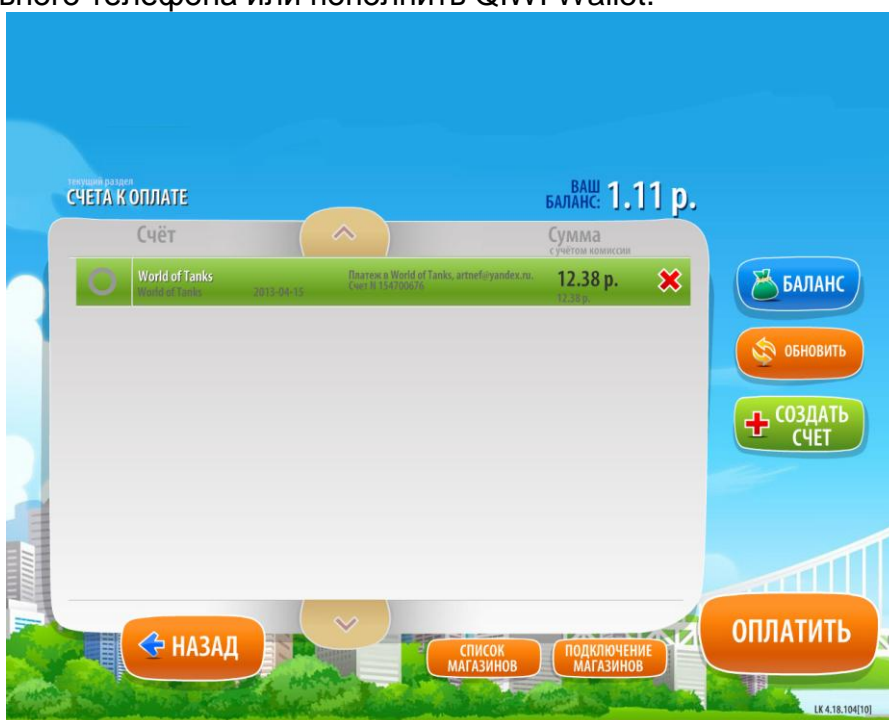 вного телефона или пополнить QIWI Wallet.
текущий раздел
СЧЕТА К ОПЛАТЕ
ВАШ
БАЛАНС: 1.11 р.
Счёт
Сумма
с учётом комиссии
World of Tanks
World of Tanks 2013-04-15
Платеж в World of Tanks, artnef@yandex.ru.
Счет N 154700676
12.38 р.
12.38 р.
БАЛАНС
ОБНОВИТЬ
СОЗДАТЬ
СЧЕТ
НАЗАД
СПИСОК
МАГАЗИНОВ
ПОДКЛЮЧЕНИЕ
МАГАЗИНОВ
ОПЛАТИТЬ
LK 4.18.104[10]